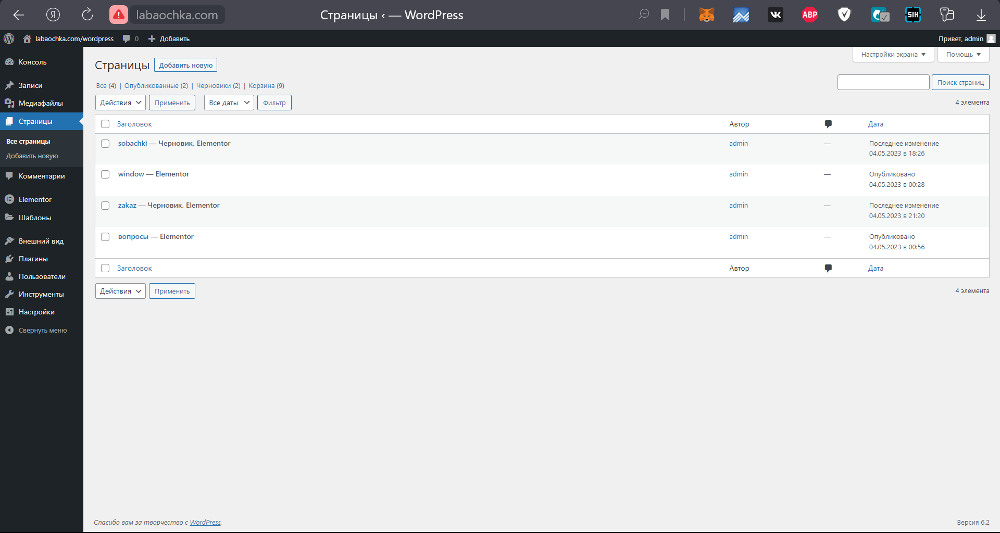 Я labaochka.com Страницы ‹ — WordPress VK ABP SIH
labaochka.com/wordpress 0 Добавить Привет, admin
Настройки экрана Помощь
Консоль
Записи
Медиафайлы
Страницы
Все страницы
Добавить новую
Комментарии
Elementor
Шаблоны
Внешний вид
Плагины
Пользователи
Инструменты
Настройки
Свернуть меню
Страницы Добавить новую
Все (4) | Опубликованные (2) | Черновики (2) | Корзина (9)
Поиск страниц
Действия Применить Все даты Фильтр 4 элемента
Заголовок Автор Дата
sobachki — Черновик, Elementor admin — Последнее изменение
04.05.2023 в 18:26
window — Elementor admin — Опубликовано
04.05.2023 в 00:28
zakaz — Черновик, Elementor admin — Последнее изменение
04.05.2023 в 21:20
вопросы — Elementor admin — Опубликовано
04.05.2023 в 00:56
Заголовок Автор Дата
Действия Применить 4 элемента
Спасибо вам за творчество с WordPress. Версия 6.2